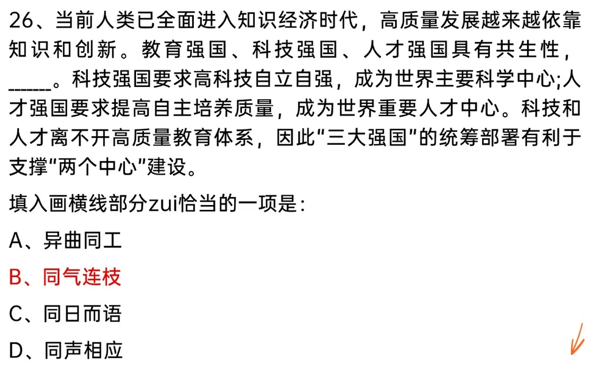 26、当前人类已全面进入知识经济时代，高质量发展越来越依靠
知识和创新。教育强国、科技强国、人才强国具有共生性，
______。科技强国要求高科技自立自强，成为世界主要科学中心;人
才强国要求提高自主培养质量，成为世界重要人才中心。科技和
人才离不开高质量教育体系，因此"三大强国"的统筹部署有利于
支撑"两个中心"建设。
填入画横线部分zui恰当的一项是：
A、异曲同工
B、同气连枝
C、同日而语
D、同声相应